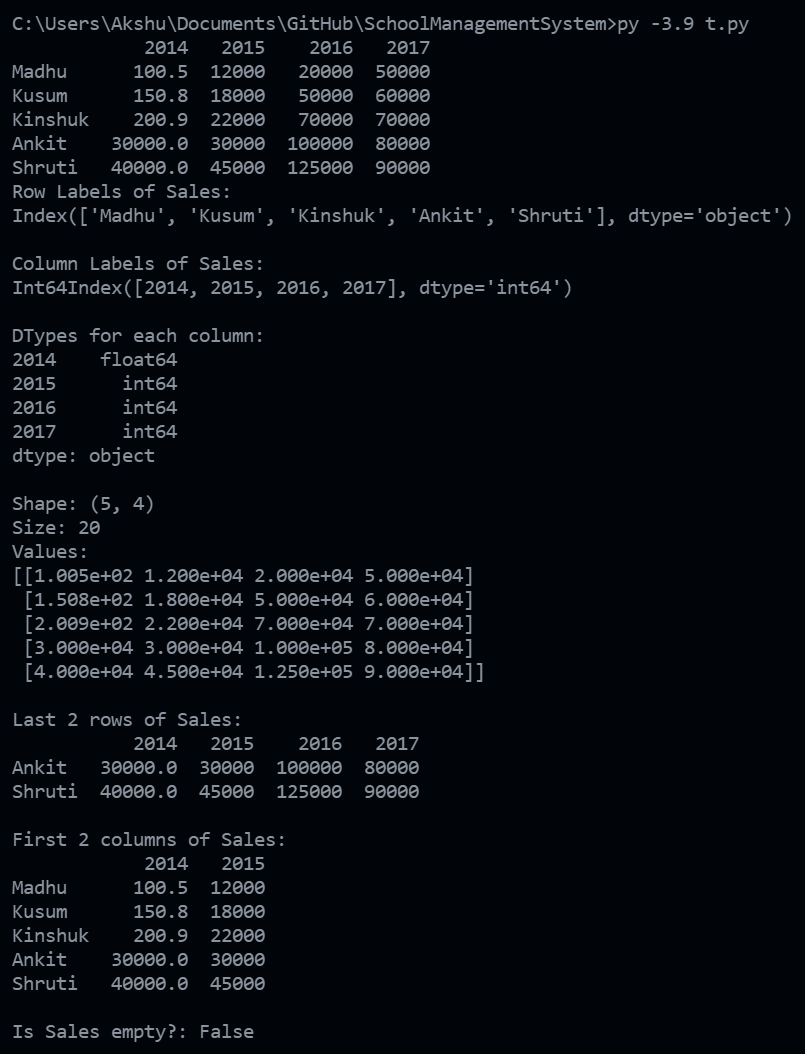 C:\Users\Akshu\Documents\GitHub\SchoolManagementSystem>py -3.9 t.py
            2014   2015    2016   2017
Madhu      100.5  12000   20000  50000
Kusum      150.8  18000   50000  60000
Kinshuk    200.9  22000   70000  70000
Ankit    30000.0  30000  100000  80000
Shruti   40000.0  45000  125000  90000
Row Labels of Sales:
Index(['Madhu', 'Kusum', 'Kinshuk', 'Ankit', 'Shruti'], dtype='object')

Column Labels of Sales:
Int64Index([2014, 2015, 2016, 2017], dtype='int64')

DTypes for each column:
2014    float64
2015      int64
2016      int64
2017      int64
dtype: object

Shape: (5, 4)
Size: 20
Values:
[[1.005e+02 1.200e+04 2.000e+04 5.000e+04]
 [1.508e+02 1.800e+04 5.000e+04 6.000e+04]
 [2.009e+02 2.200e+04 7.000e+04 7.000e+04]
 [3.000e+04 3.000e+04 1.000e+05 8.000e+04]
 [4.000e+04 4.500e+04 1.250e+05 9.000e+04]]

Last 2 rows of Sales:
           2014   2015    2016   2017
Ankit   30000.0  30000  100000  80000
Shruti  40000.0  45000  125000  90000

First 2 columns of Sales:
            2014   2015
Madhu      100.5  12000
Kusum      150.8  18000
Kinshuk    200.9  22000
Ankit    30000.0  30000
Shruti   40000.0  45000

Is Sales empty?: False